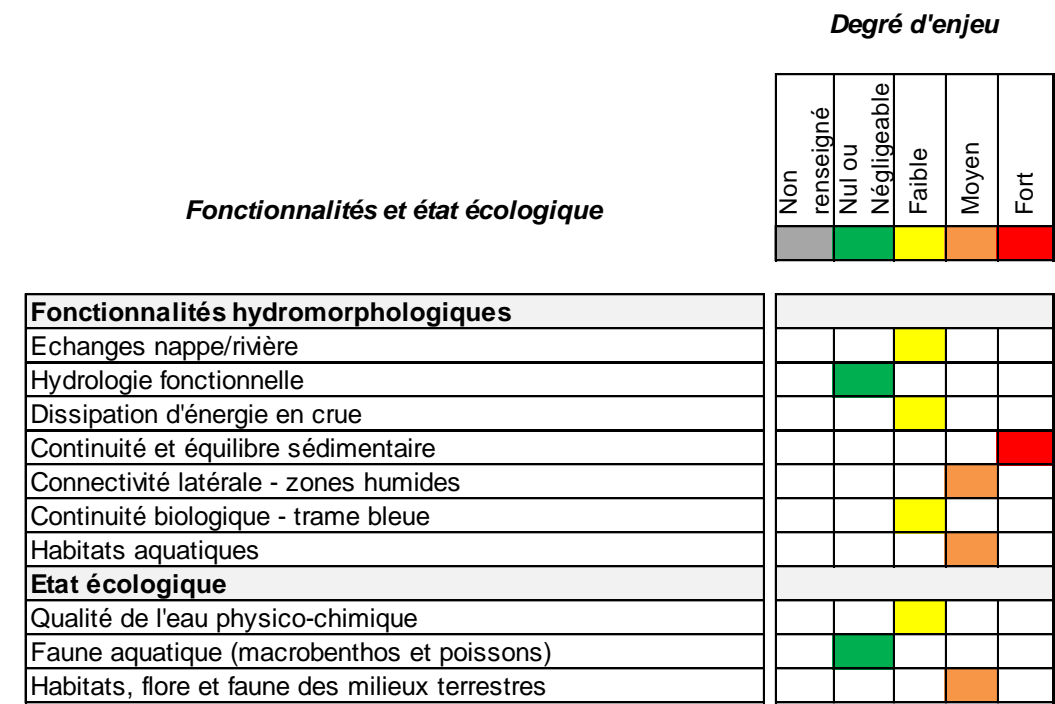 Degré d'enjeu
Non
renseigné
Nul ou
Négligeable
Faible
Moyen
Fort
Fonctionnalités et état écologique
Fonctionnalités hydromorphologiques
Echanges nappe/rivière
Hydrologie fonctionnelle
Dissipation d'énergie en crue
Continuité et équilibre sédimentaire
Connectivité latérale - zones humides
Continuité biologique - trame bleue
Habitats aquatiques
Etat écologique
Qualité de l'eau physico-chimique
Faune aquatique (macrobenthos et poissons)
Habitats, flore et faune des milieux terrestres